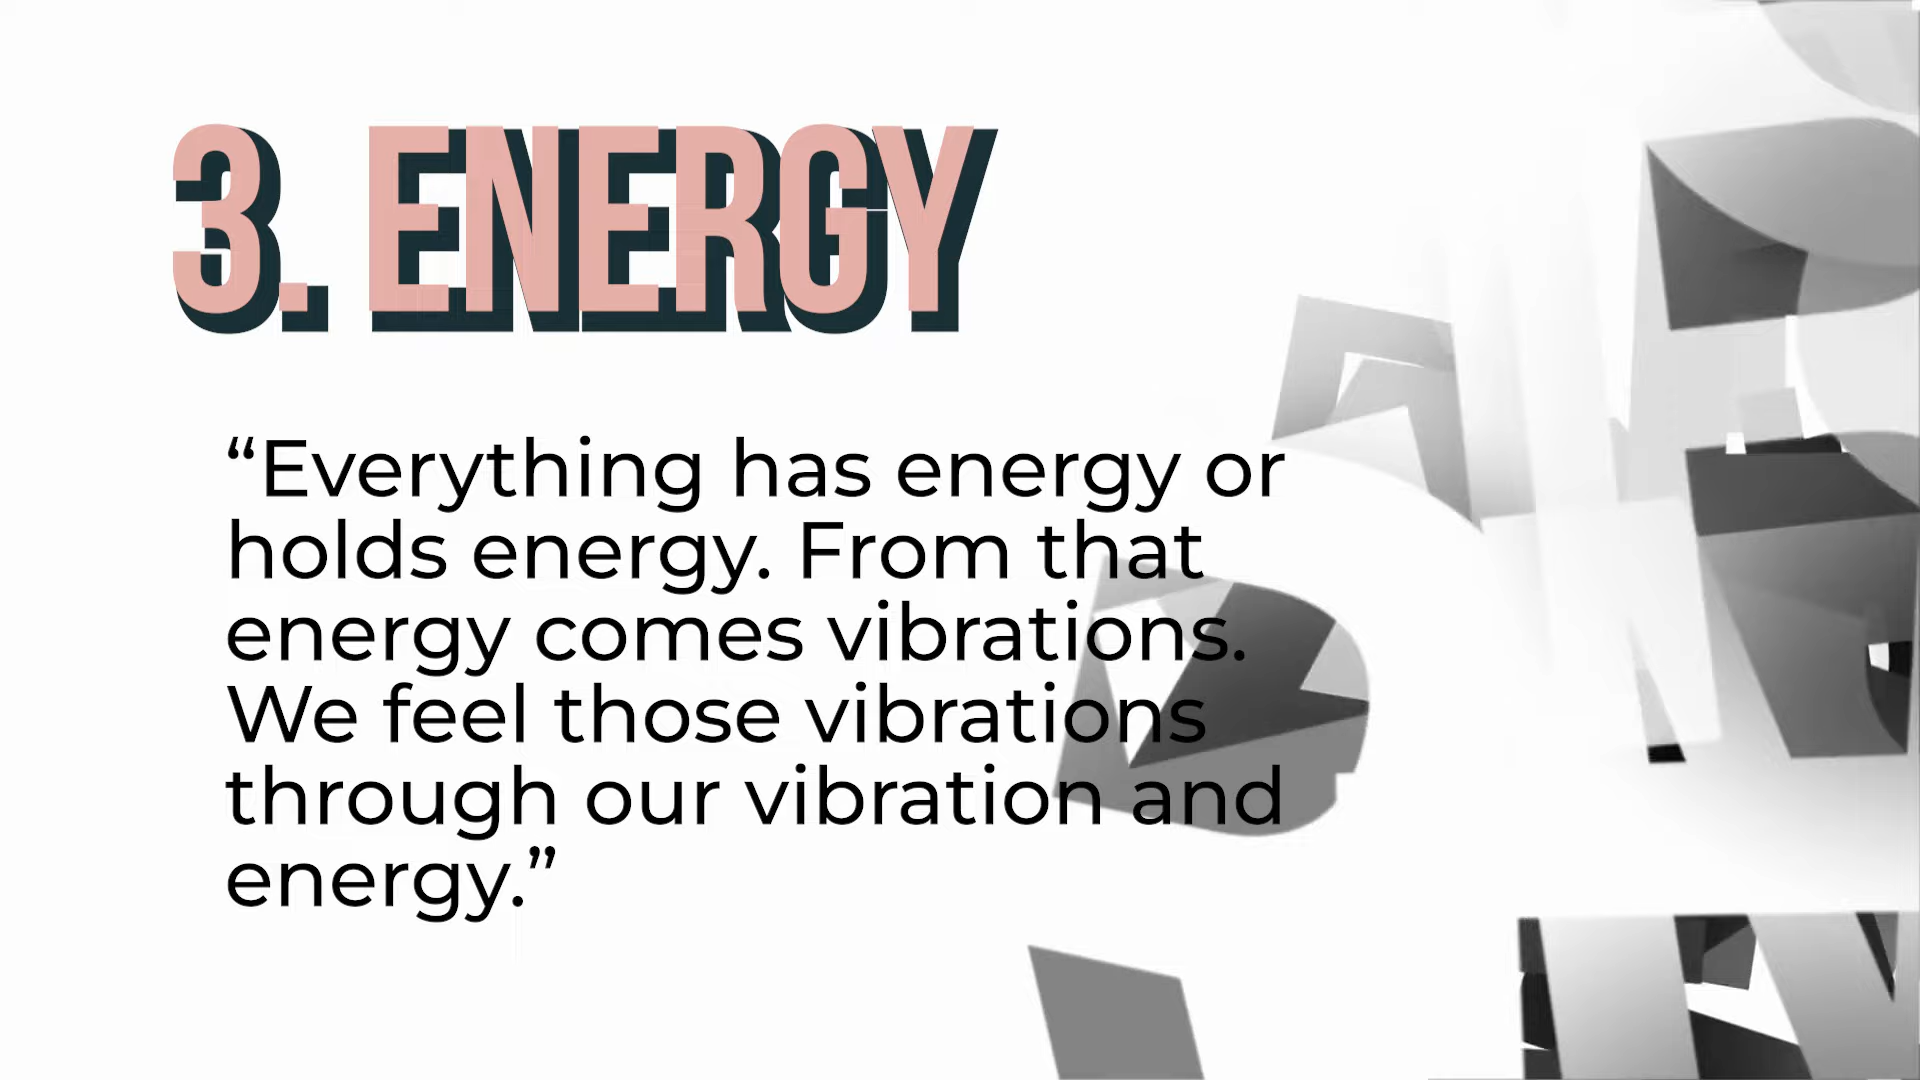 3. ENERGY
“Everything has energy or
holds energy. From that
energy comes vibrations.
We feel those vibrations
through our vibration and
energy.”